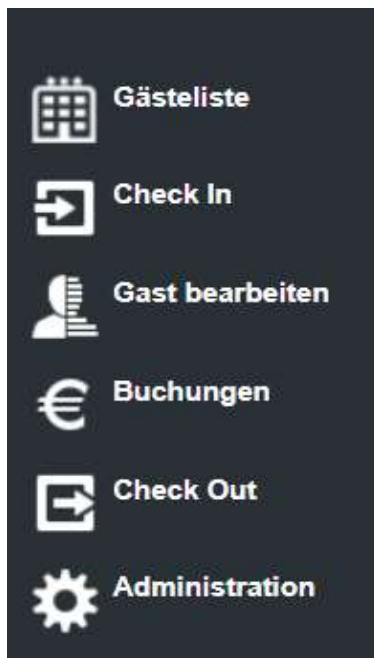 Gästeliste
Check In
Gast bearbeiten
Buchungen
Check Out
Administration